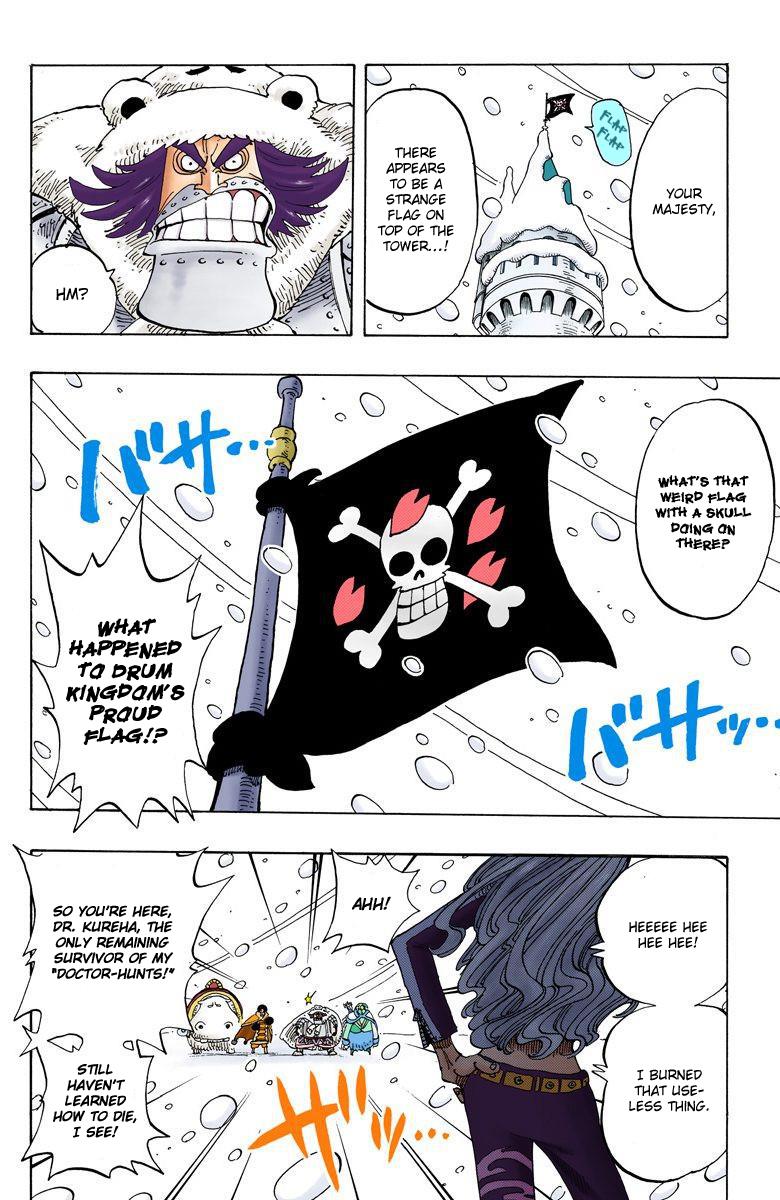 YOUR
MAJESTY,
FLAP
FLAP
THERE
APPEARS
TO BE A
STRANGE
FLAG ON
TOP OF THE
TOWER...!
HM?
WHAT'S THAT
WEIRD FLAG
WITH A SKULL
DOING ON
THERE?
バサ…
WHAT
HAPPENED
TO DRUM
KINGDOM'S
PROUD
FLAG!?
バサッ…
HEEEEE HEE
HEE HEE!
I BURNED
THAT USE-
LESS THING.
AHH!
SO YOU'RE HERE,
DR. KUREHA, THE
ONLY REMAINING
SURVIVOR OF MY
"DOCTOR-HUNTS!"
STILL
HAVEN'T
LEARNED
HOW TO DIE,
I SEE!
ザッ…